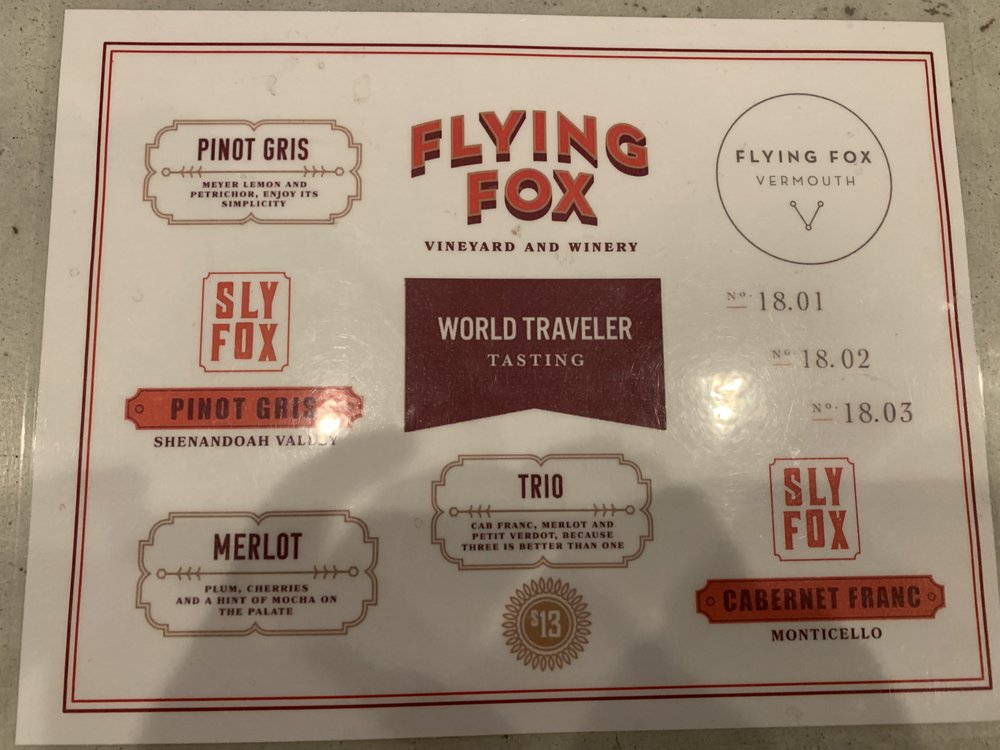 PINOT GRIS
MEYER LEMON AND
PETRICHOR, ENJOY ITS
SIMPLICITY
FLYING
FOX
VINEYARD AND WINERY
FLYING FOX
VERMOUTH
SLY
FOX
PINOT GRIS
SHENANDOAH VALLEY
WORLD TRAVELER
TASTING
Nº. 18.01
Nº. 18.02
Nº. 18.03
MERLOT
PLUM, CHERRIES
AND A HINT OF MOCHA ON
THE PALATE
TRIO
CAB FRANC, MERLOT AND
PETIT VERDOT, BECAUSE
THREE IS BETTER THAN ONE
$13
SLY
FOX
CABERNET FRANC
MONTICELLO